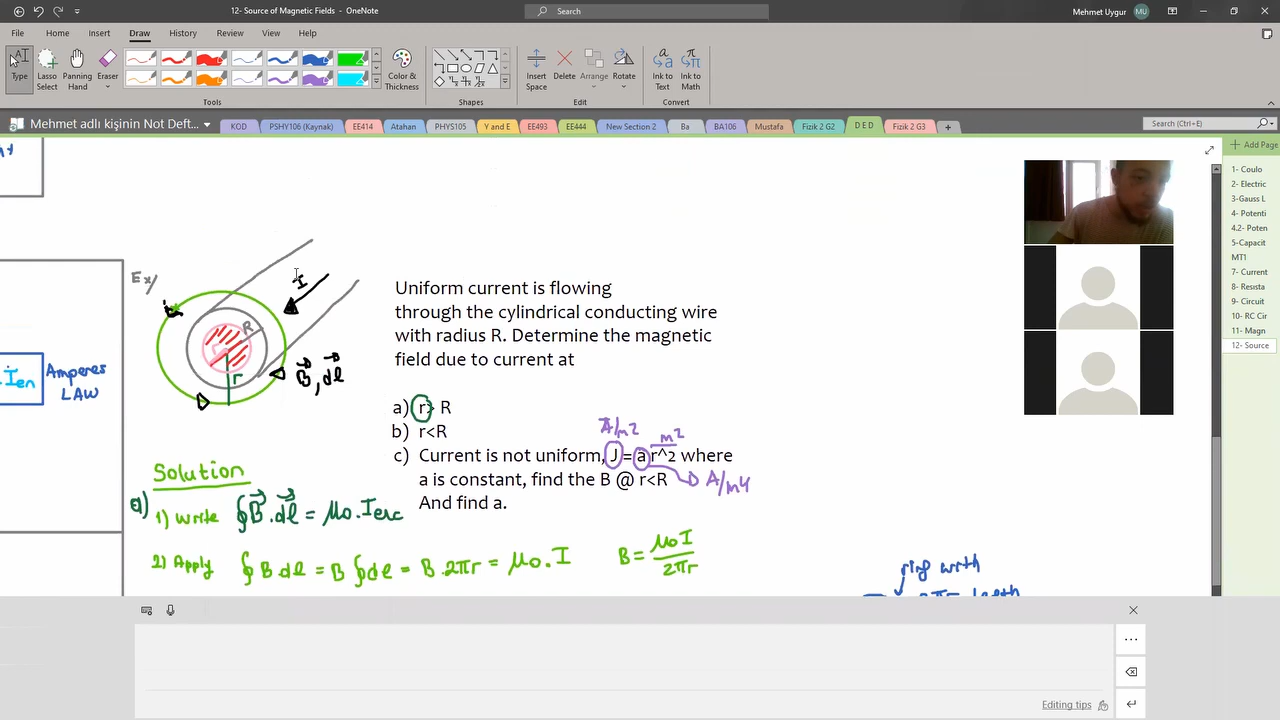 12- Source of Magnetic Fields - OneNote
Search
Mehmet Uygur MU
File Home Insert Draw History Review View Help
Type
Lasso Select
Panning Hand
Eraser
Color & Thickness
Insert Space
Delete
Arrange
Rotate
Ink to Text
Ink to Math
Tools
Shapes
Edit
Convert
Mehmet adlı kişinin Not Deft...
KOD PSHY106 (Kaynak) EE414 Atahan PHYS105 Y and E EE493 EE444 New Section 2 Ba BA106 Mustafa Fizik 2 G2 D E D Fizik 2 G3 +
Search (Ctrl+E)
Add Page
1- Coulo
2- Electric
3-Gauss L
4- Potenti
4.2- Poten
5-Capacit
MT1
7- Current
8- Resısta
9- Circuit
10- RC Cir
11- Magn
12- Source
Ex/
I
R
r
B⃗, dl⃗
Ien
Amperes
LAW
Uniform current is flowing
through the cylindrical conducting wire
with radius R. Determine the magnetic
field due to current at
a) r> R
b) r<R
A/m2
m2
c) Current is not uniform, J = a r^2 where
a is constant, find the B @ r<R
A/m4
And find a.
Solution
a) 1) Write ∮B⃗.dl⃗ = μo.Ienc
2) Apply ∮B.dl = B∮dl = B.2πr = μo.I
B = μoI/2πr
ring with
Editing tips